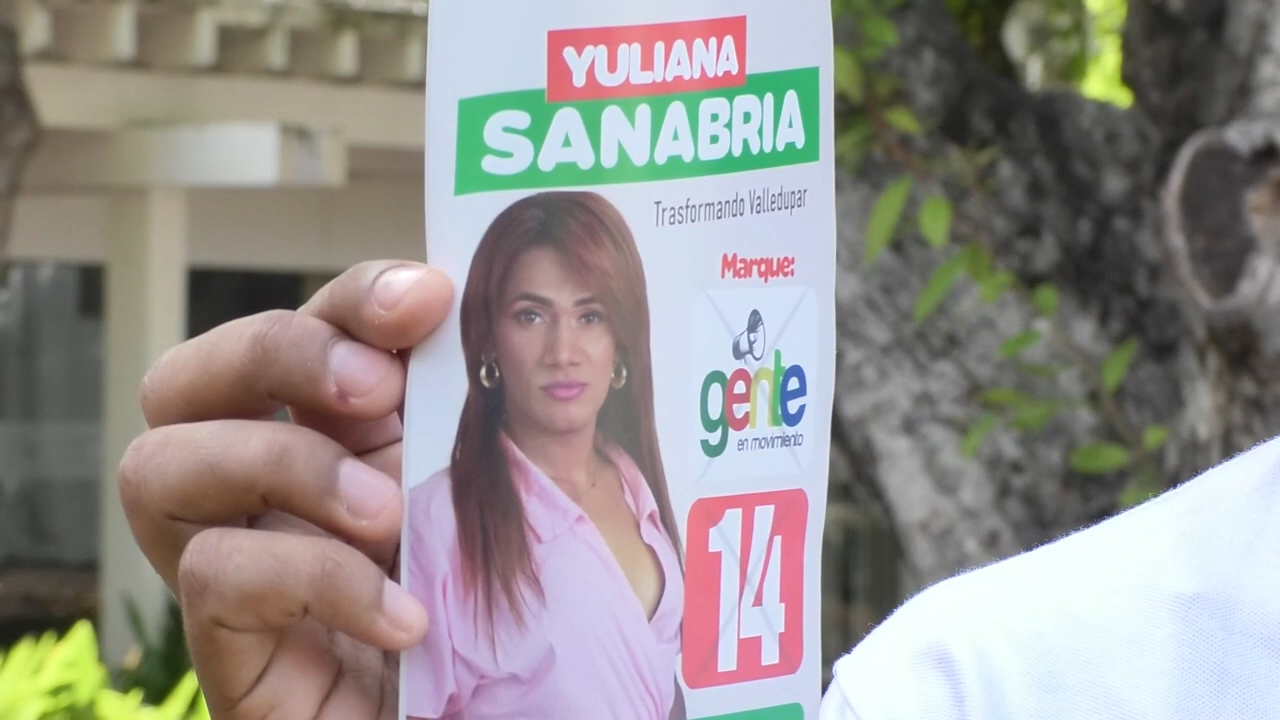 YULIANA
SANABRIA
Trasformando Valledupar
Marque:
gente
en movimiento
14